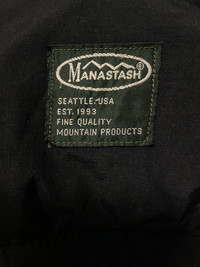 MANASTASH®
SEATTLE, USA
EST. 1993
FINE QUALITY
MOUNTAIN PRODUCTS